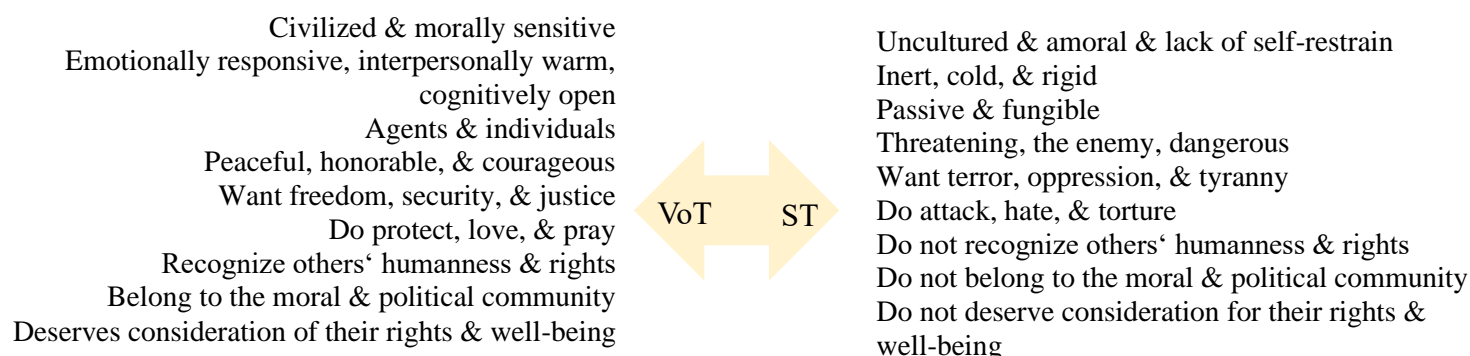 Civilized & morally sensitive
Emotionally responsive, interpersonally warm,
cognitively open
Agents & individuals
Peaceful, honorable, & courageous
Want freedom, security, & justice
Do protect, love, & pray
Recognize others‘ humanness & rights
Belong to the moral & political community
Deserves consideration of their rights & well-being
VoT ST
Uncultured & amoral & lack of self-restrain
Inert, cold, & rigid
Passive & fungible
Threatening, the enemy, dangerous
Want terror, oppression, & tyranny
Do attack, hate, & torture
Do not recognize others‘ humanness & rights
Do not belong to the moral & political community
Do not deserve consideration for their rights &
well-being